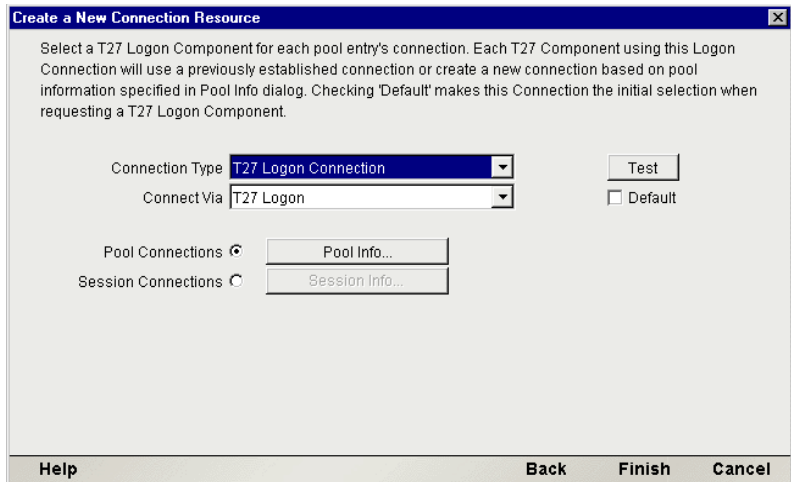 Create a New Connection Resource
Select a T27 Logon Component for each pool entry's connection. Each T27 Component using this Logon
Connection will use a previously established connection or create a new connection based on pool
information specified in Pool Info dialog. Checking 'Default' makes this Connection the initial selection when
requesting a T27 Logon Component.
Connection Type T27 Logon Connection Test
Connect Via T27 Logon Default
Pool Connections Pool Info...
Session Connections Session Info...
Help Back Finish Cancel